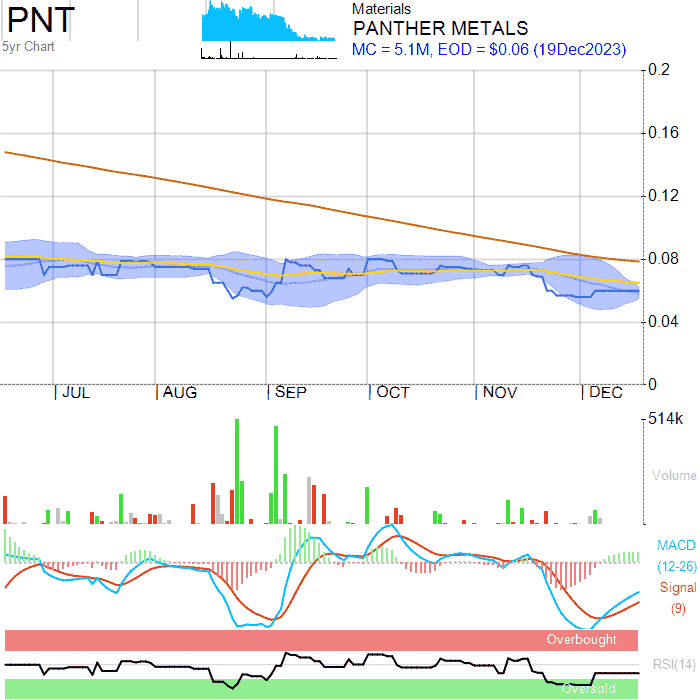 PNT
5yr Chart
Materials
PANTHER METALS
MC = 5.1M, EOD = $0.06 (19Dec2023)
0.2
0.16
0.12
0.08
0.04
0
JUL AUG SEP OCT NOV DEC
514k
Volume
MACD
(12-26)
Signal
(9)
Overbought
RSI(14)
Oversold